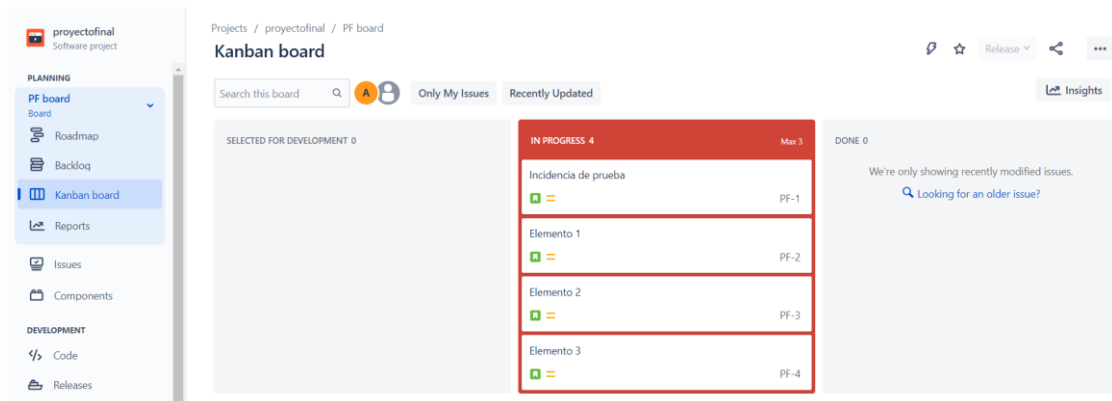 proyectofinal
Software project
PLANNING
PF board
Board
Roadmap
Backlog
Kanban board
Reports
Issues
Components
DEVELOPMENT
Code
Releases
Projects / proyectofinal / PF board
Kanban board
Release
Search this board
A
Only My Issues
Recently Updated
Insights
SELECTED FOR DEVELOPMENT 0
IN PROGRESS 4 Max 3
Incidencia de prueba
PF-1
Elemento 1
PF-2
Elemento 2
PF-3
Elemento 3
PF-4
DONE 0
We're only showing recently modified issues.
Looking for an older issue?